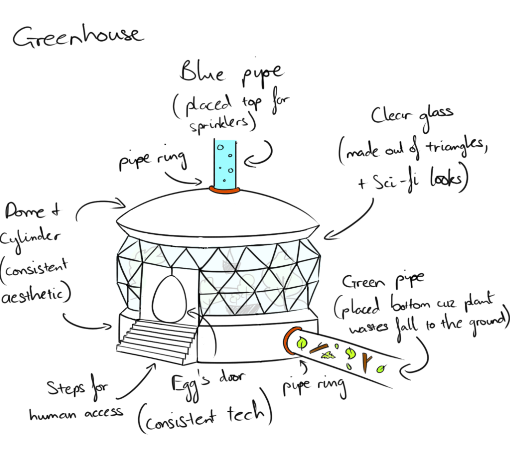 Greenhouse
Blue pipe
(placed top for
sprinklers)
pipe ring
Clear glass
(made out of triangles,
+ Sci-fi looks)
Dome +
Cylinder
(consistent
aesthetic)
Green pipe
(placed bottom cuz plant
wastes fall to the ground)
Steps for
human access
Egg's door
(consistent tech)
pipe ring